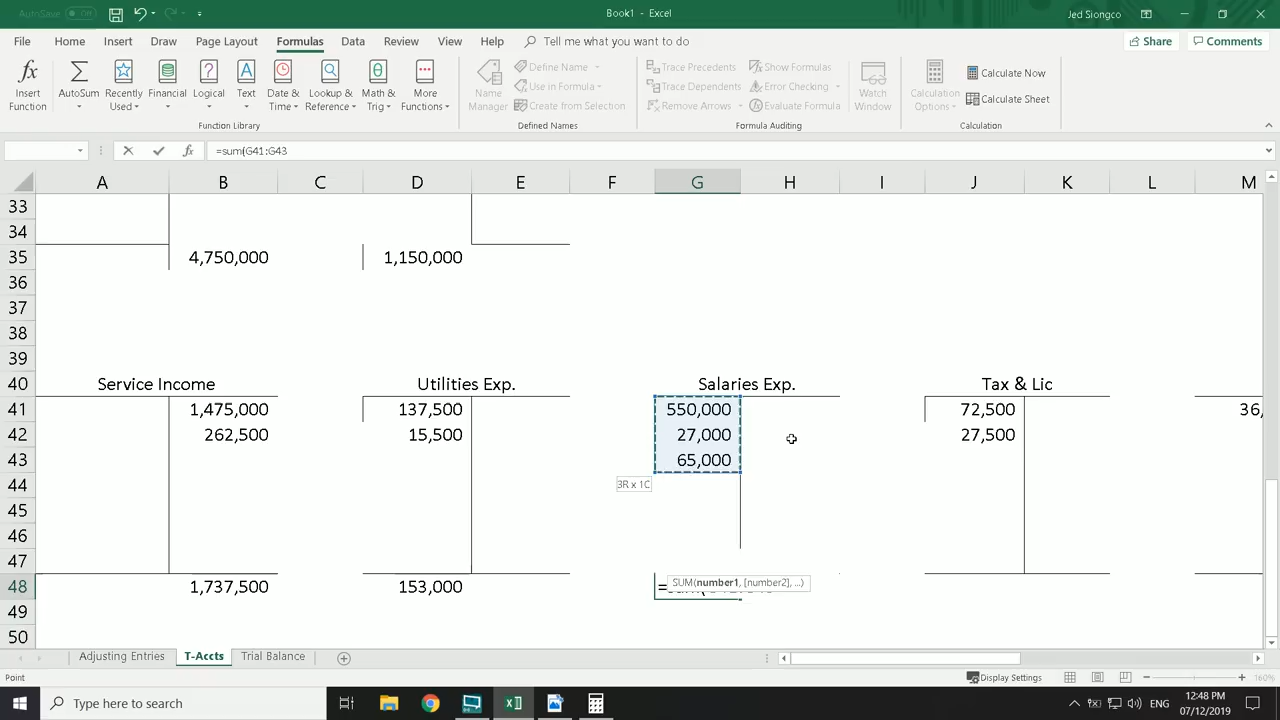 AutoSave Off
Book1 - Excel
Jed Siongco
File Home Insert Draw Page Layout Formulas Data Review View Help Tell me what you want to do Share Comments
Insert Function
AutoSum
Recently Used
Financial
Logical
Text
Date & Time
Lookup & Reference
Math & Trig
More Functions
Function Library
Name Manager
Define Name
Use in Formula
Create from Selection
Defined Names
Trace Precedents
Trace Dependents
Remove Arrows
Show Formulas
Error Checking
Evaluate Formula
Formula Auditing
Watch Window
Calculation Options
Calculate Now
Calculate Sheet
Calculation
fx =sum(G41:G43
A B C D E F G H I J K L M
33
34
35 4,750,000 1,150,000
36
37
38
39
40 Service Income Utilities Exp. Salaries Exp. Tax & Lic
41 1,475,000 137,500 550,000 72,500 36,
42 262,500 15,500 27,000 27,500
43 65,000
44 3R x 1C
45
46
47
48 1,737,500 153,000 SUM(number1, [number2], ...)
49
50
Adjusting Entries T-Accts Trial Balance
Point Display Settings 160%
Type here to search
ENG
12:48 PM
07/12/2019